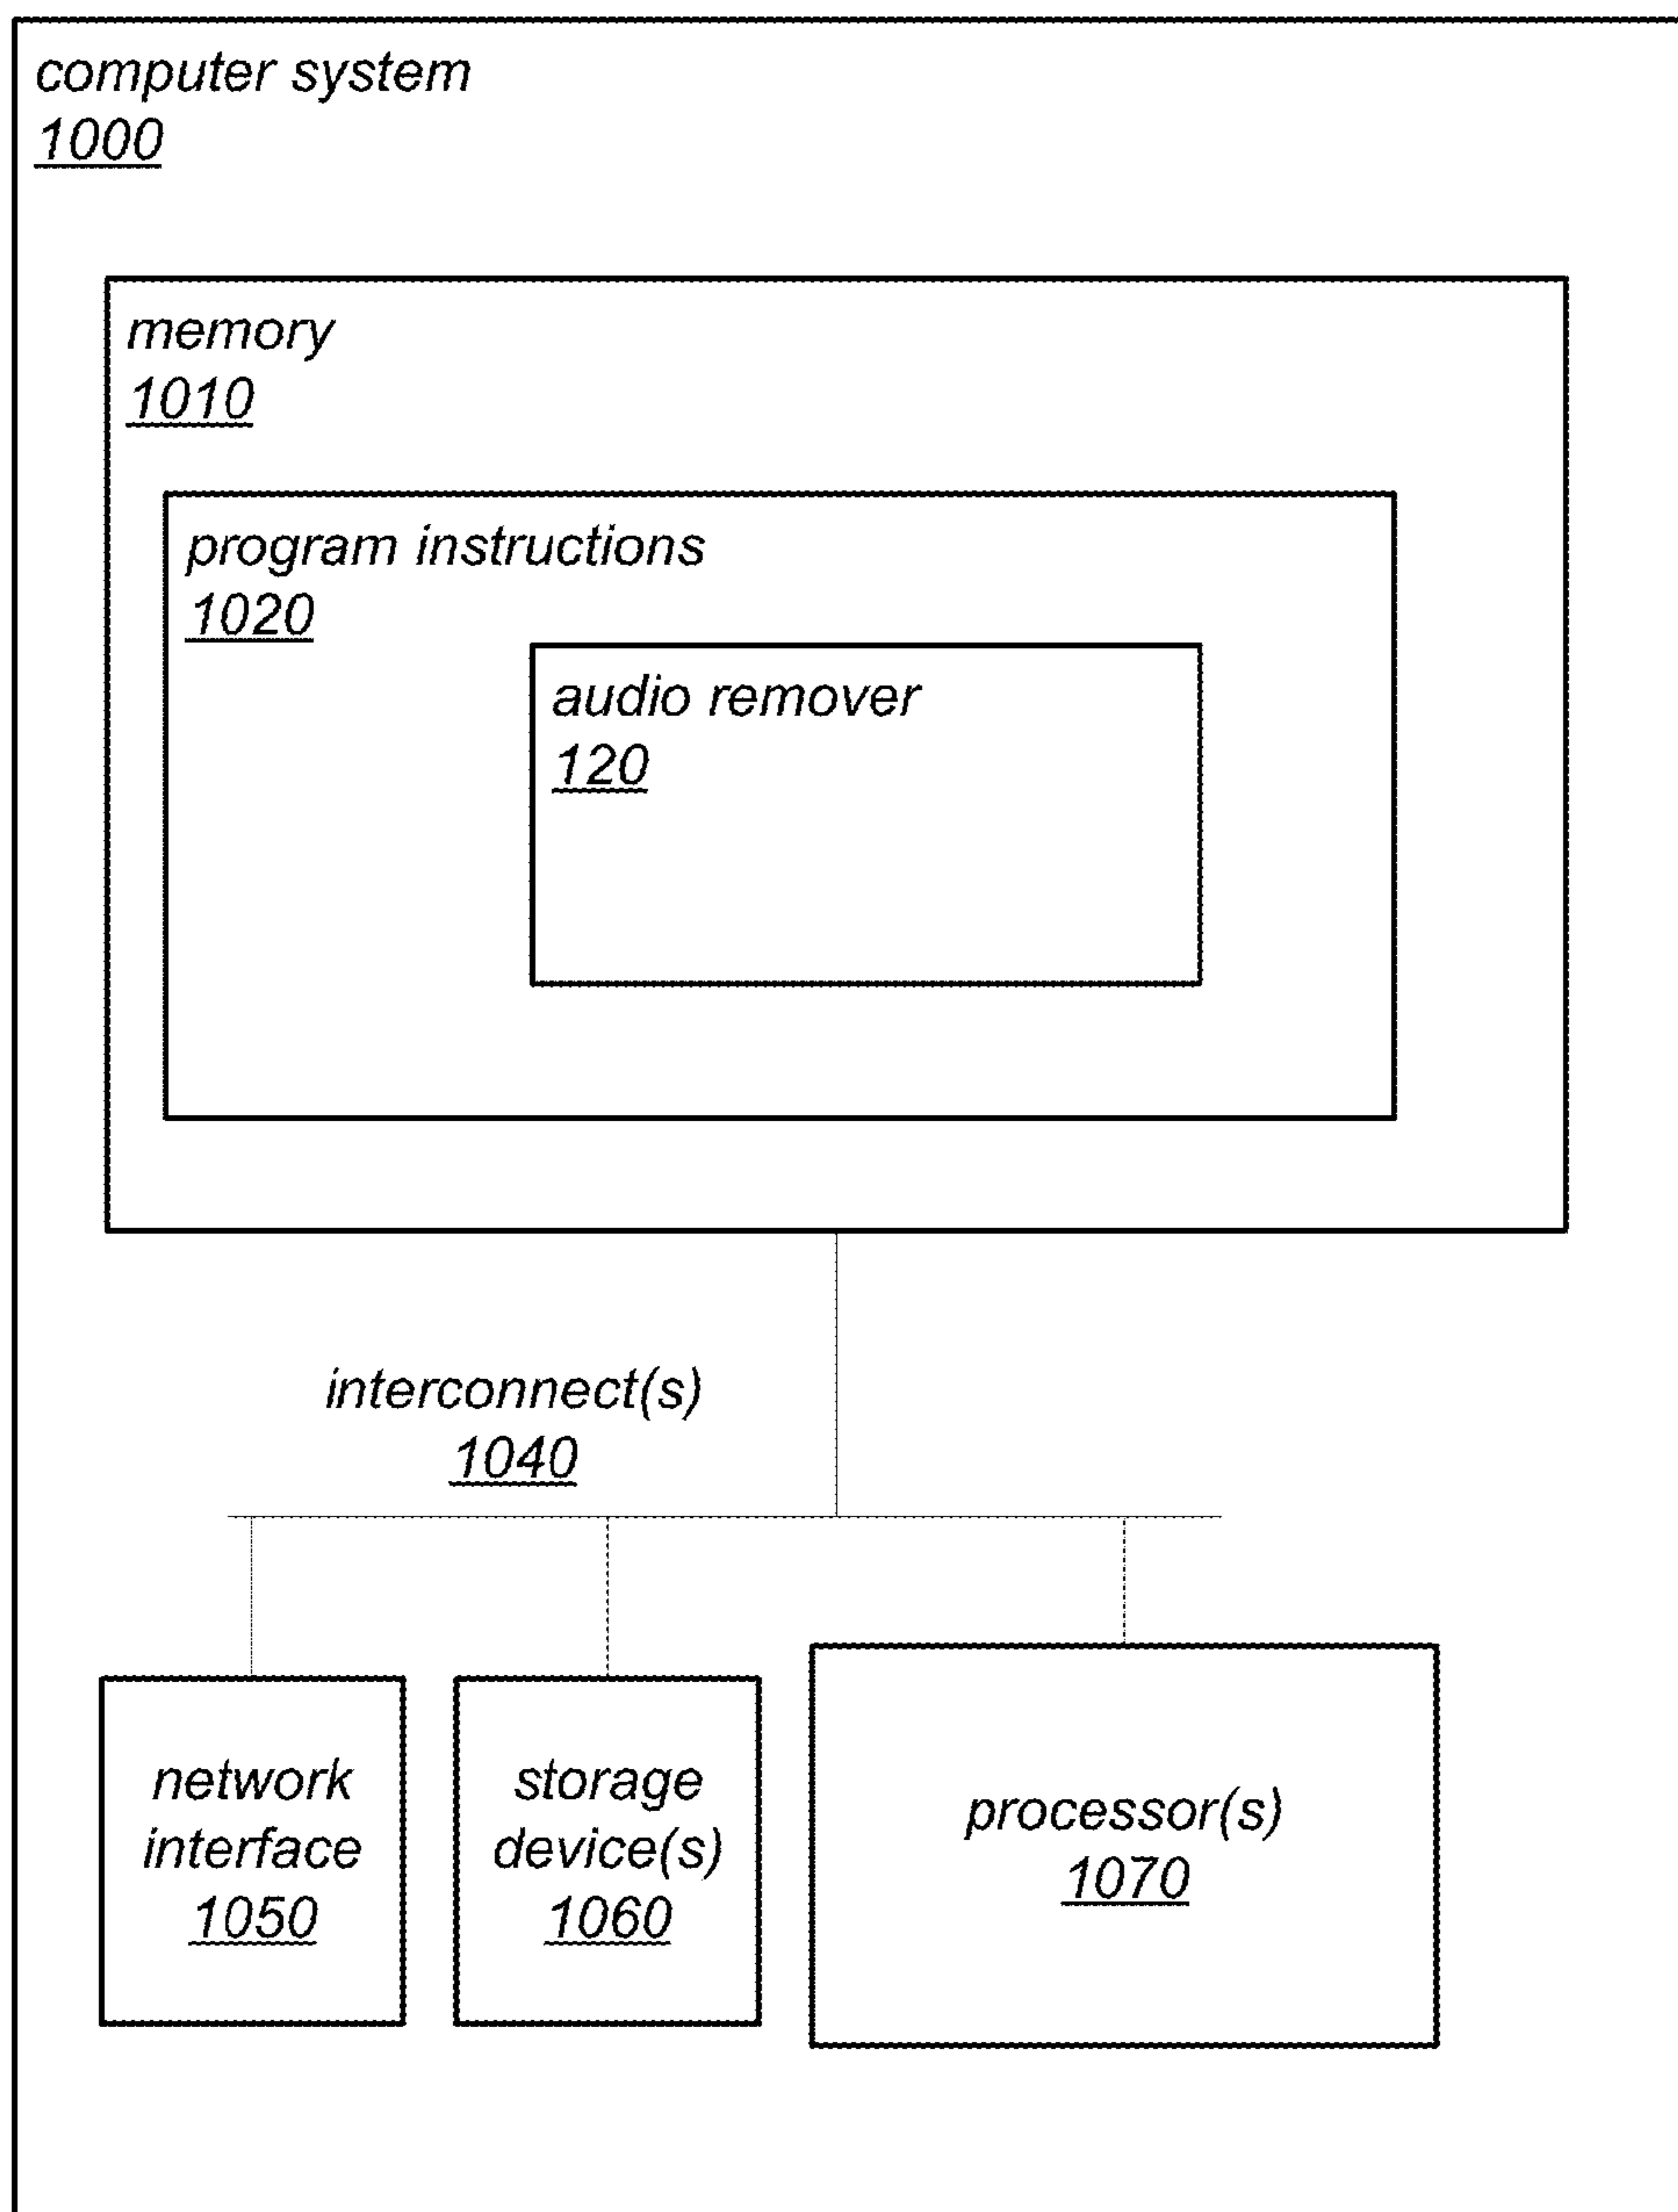 computer system
1000
memory
1010
program instructions
1020
audio remover
120
interconnect(s)
1040
network
interface
1050
storage
device(s)
1060
processor(s)
1070